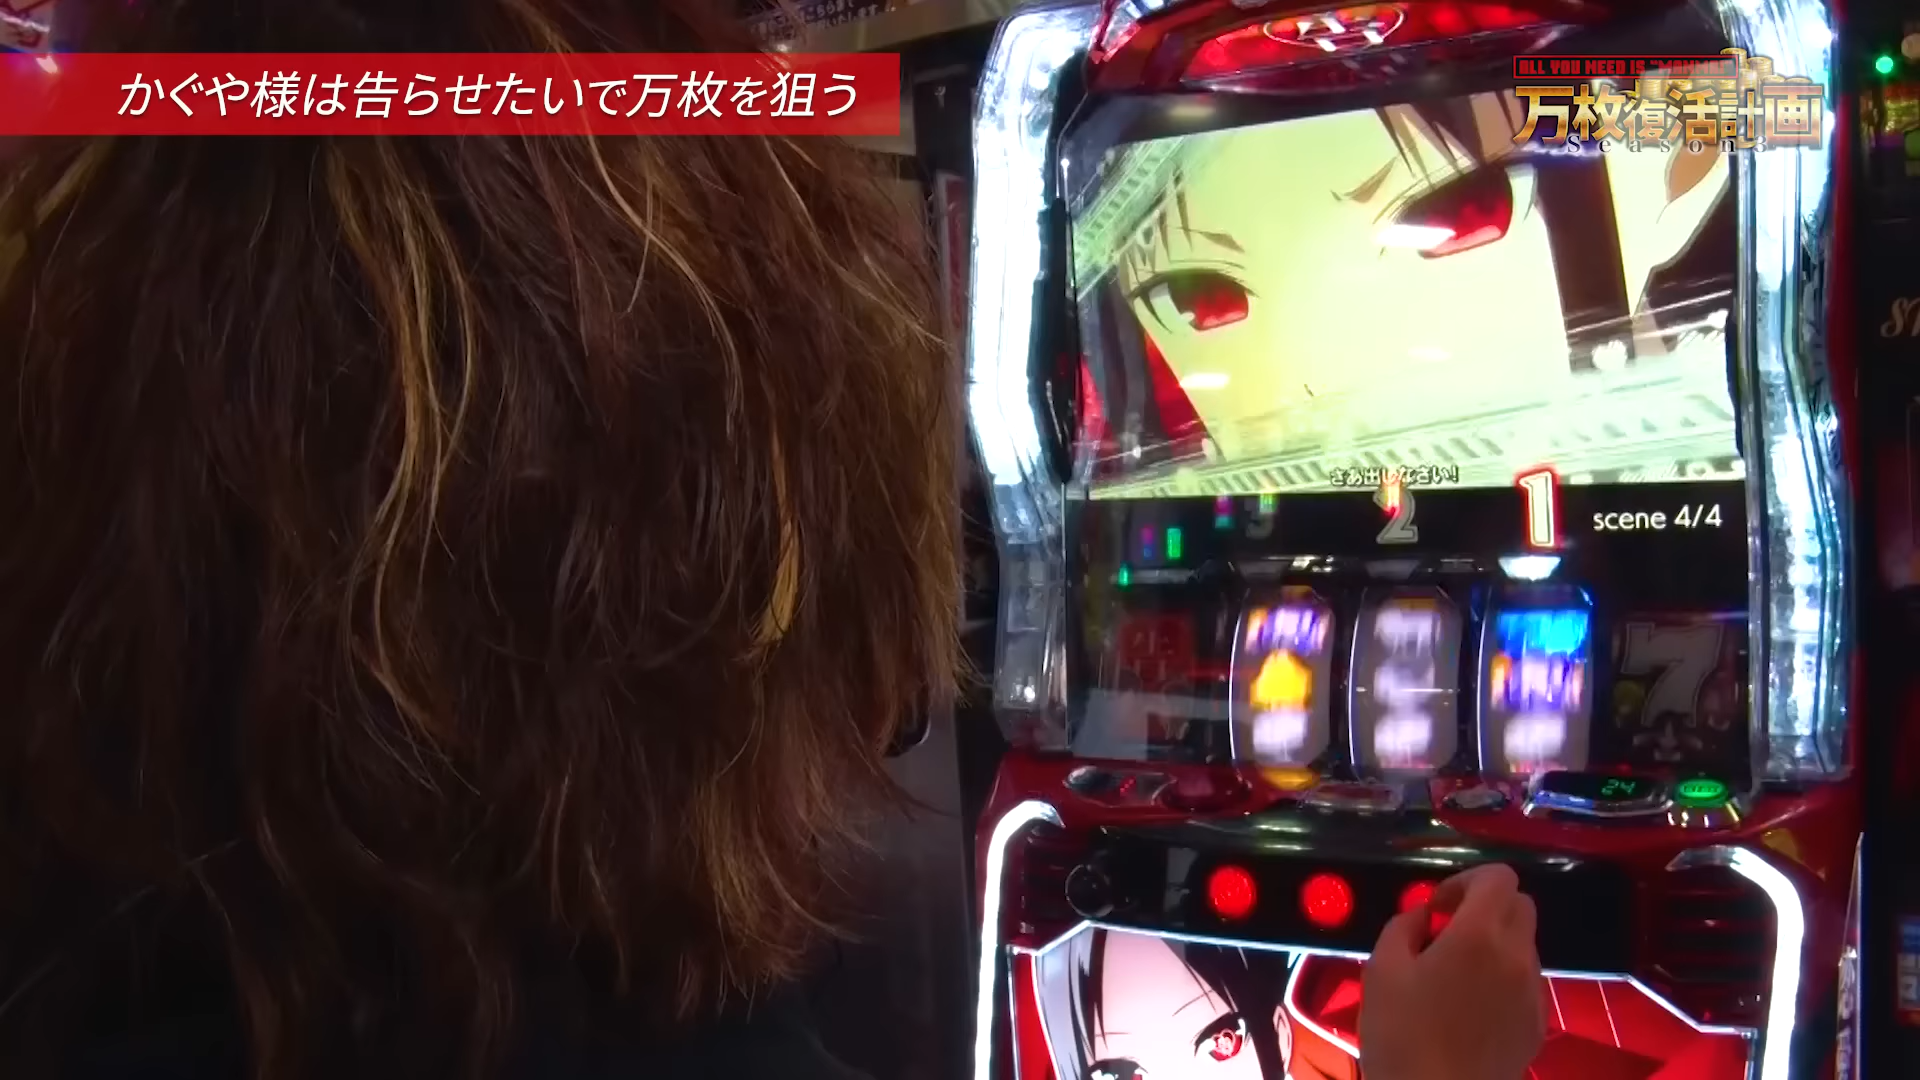 かぐや様は告らせたいで万枚を狙う
ALL YOU NEED IS "MANMAI"
万枚復活計画
Season3
さあ出しなさい!
3 2 1 scene 4/4
7
24